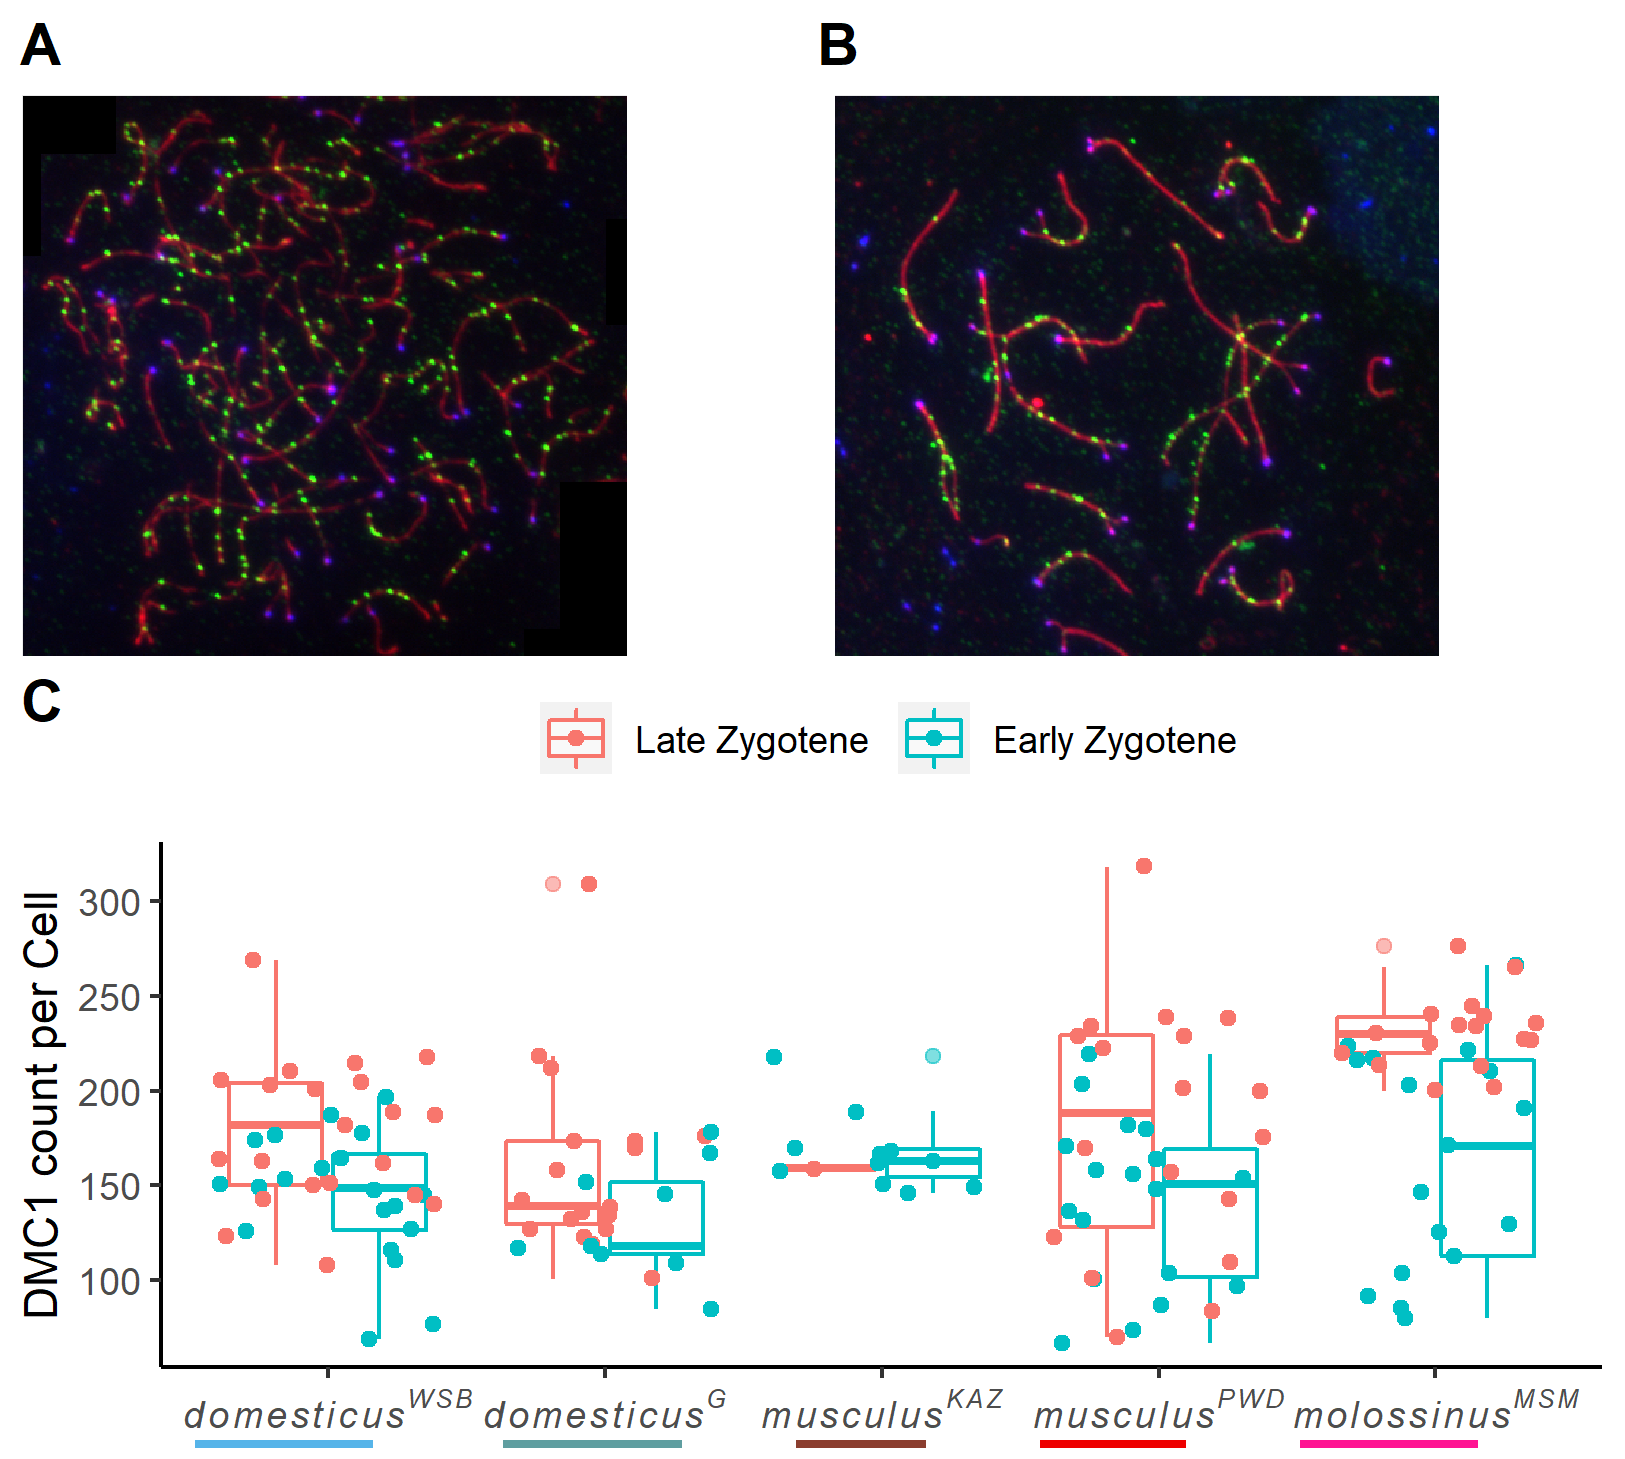 A B
C
Late Zygotene Early Zygotene
DMC1 count per Cell
300
250
200
150
100
domesticus^WSB domesticus^G musculus^KAZ musculus^PWD molossinus^MSM